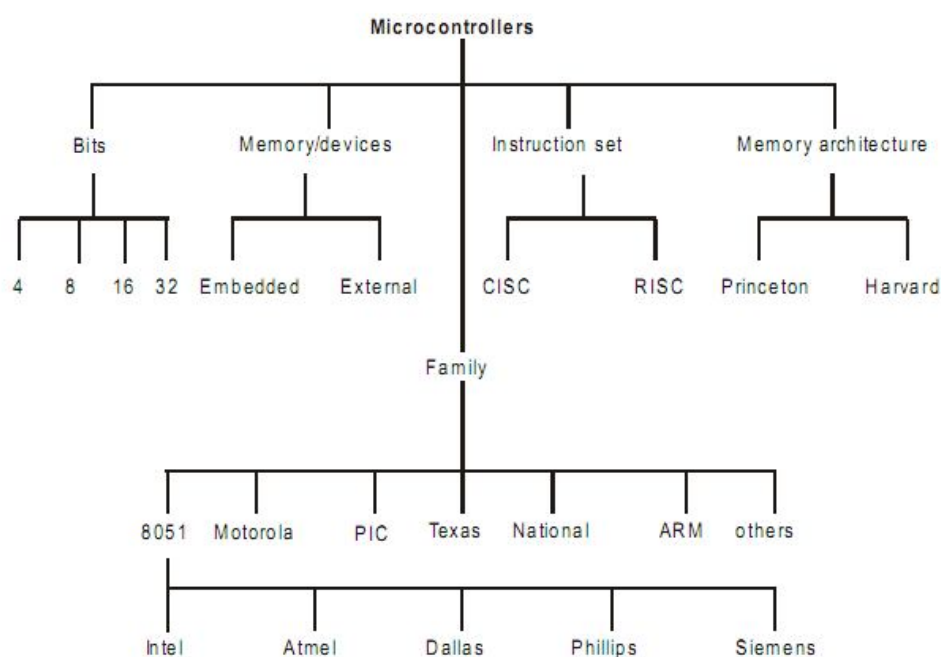 Microcontrollers
Bits Memory/devices Instruction set Memory architecture
4 8 16 32 Embedded External CISC RISC Princeton Harvard
Family
8051 Motorola PIC Texas National ARM others
Intel Atmel Dallas Phillips Siemens